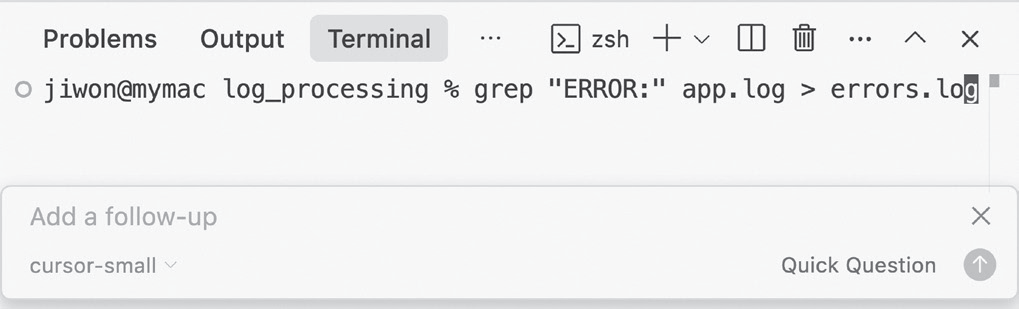 Problems Output Terminal ··· zsh ···
jiwon@mymac log_processing % grep "ERROR:" app.log > errors.log
Add a follow-up
cursor-small
Quick Question